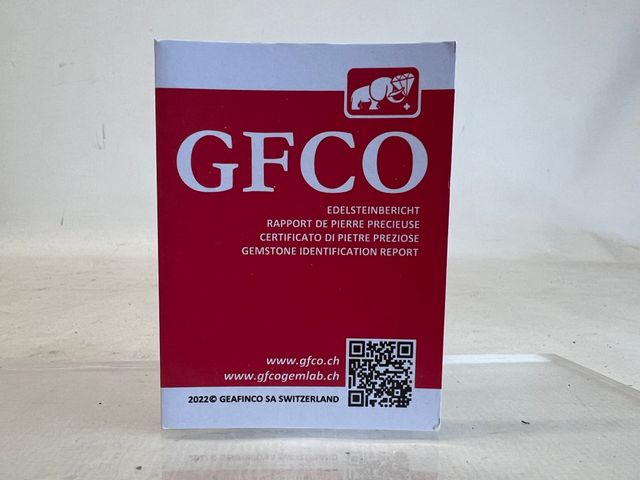 GFCO
EDELSTEINBERICHT
RAPPORT DE PIERRE PRECIEUSE
CERTIFICATO DI PIETRE PREZIOSE
GEMSTONE IDENTIFICATION REPORT
www.gfco.ch
www.gfcogemlab.ch
2022© GEAFINCO SA SWITZERLAND